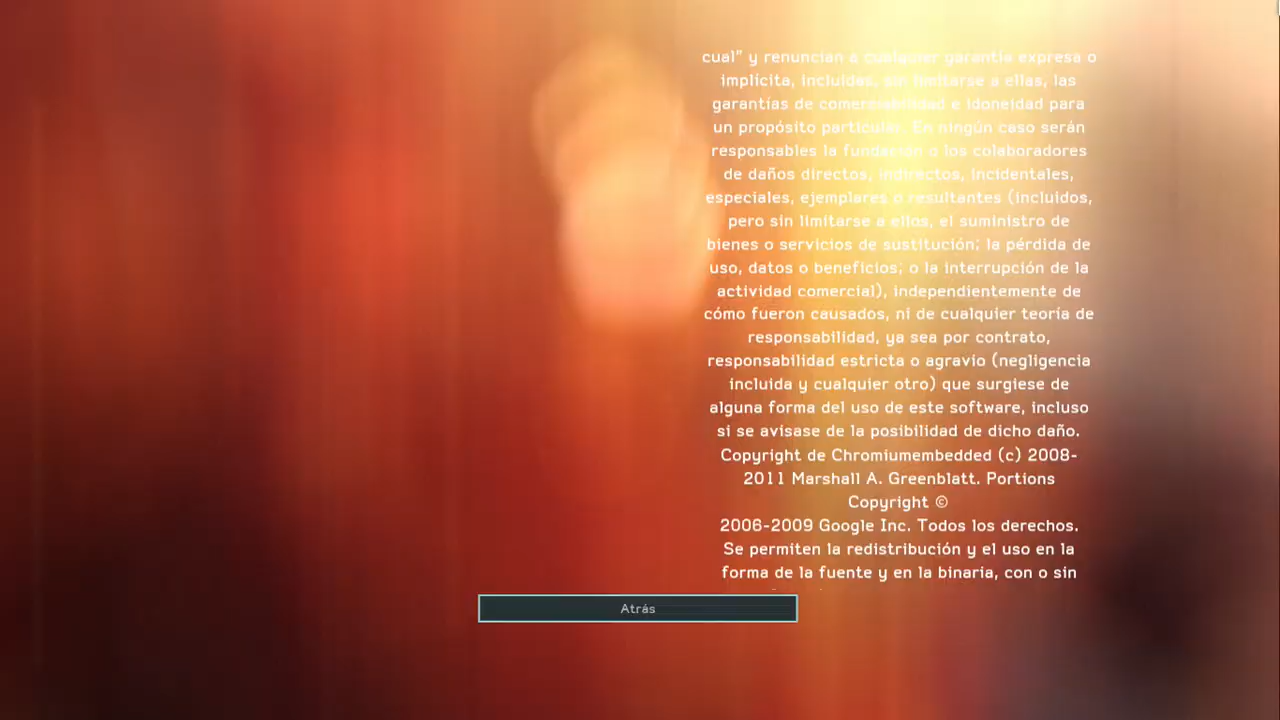 cual" y renuncian a cualquier garantía expresa o
implícita, incluidas, sin limitarse a ellas, las
garantías de comerciabilidad e idoneidad para
un propósito particular. En ningún caso serán
responsables la fundación o los colaboradores
de daños directos, indirectos, incidentales,
especiales, ejemplares o resultantes (incluidos,
pero sin limitarse a ellos, el suministro de
bienes o servicios de sustitución; la pérdida de
uso, datos o beneficios; o la interrupción de la
actividad comercial), independientemente de
cómo fueron causados, ni de cualquier teoría de
responsabilidad, ya sea por contrato,
responsabilidad estricta o agravio (negligencia
incluida y cualquier otro) que surgiese de
alguna forma del uso de este software, incluso
si se avisase de la posibilidad de dicho daño.
Copyright de Chromiumembedded (c) 2008-
2011 Marshall A. Greenblatt. Portions
Copyright ©
2006-2009 Google Inc. Todos los derechos.
Se permiten la redistribución y el uso en la
forma de la fuente y en la binaria, con o sin
Atrás